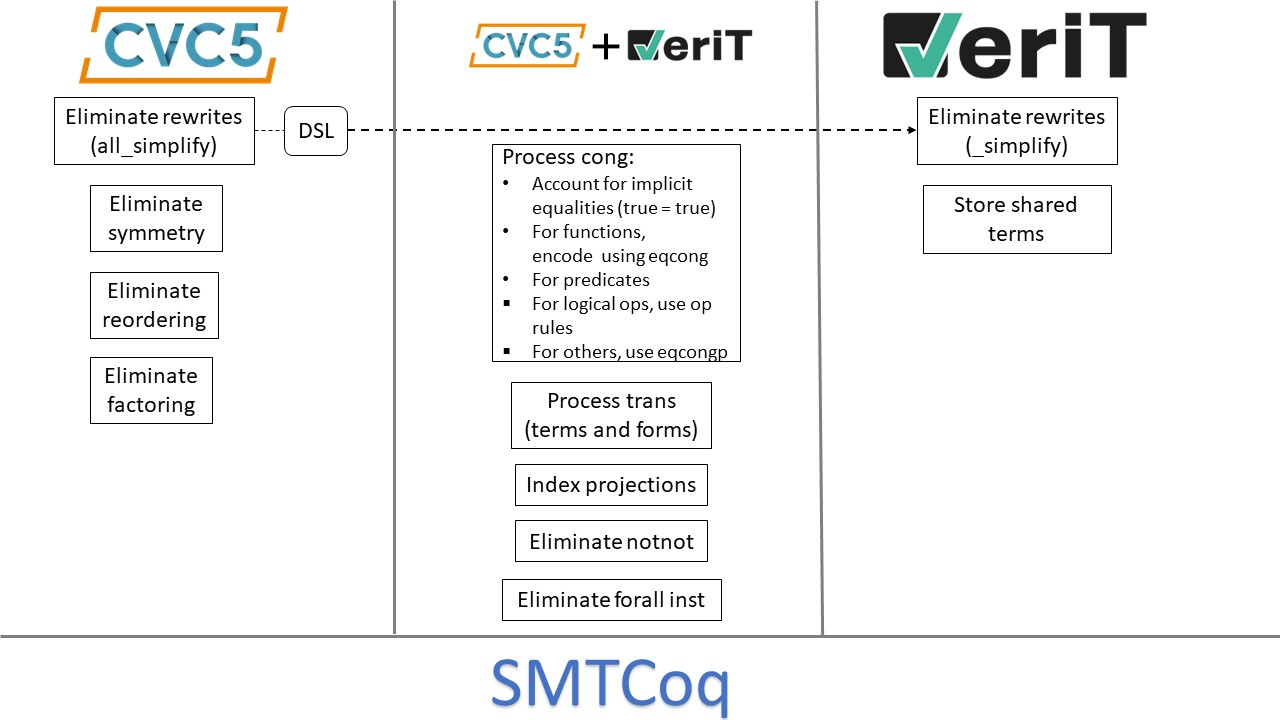 CVC5
Eliminate rewrites
(all_simplify)
DSL
Eliminate
symmetry
Eliminate
reordering
Eliminate
factoring
CVC5 + veriT
Process cong:
• Account for implicit
equalities (true = true)
• For functions,
encode using eqcong
• For predicates
▪ For logical ops, use op
rules
▪ For others, use eqcongp
Process trans
(terms and forms)
Index projections
Eliminate notnot
Eliminate forall inst
veriT
Eliminate rewrites
(_simplify)
Store shared
terms
SMTCoq